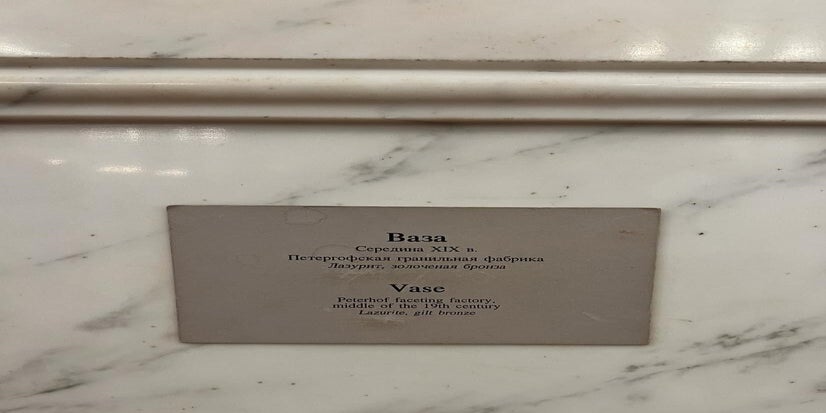 Ваза
Середина XIX в.
Петергофская гранильная фабрика
Лазурит, золоченая бронза
Vase
Peterhof faceting factory,
middle of the 19th century
Lazurite, gilt bronze